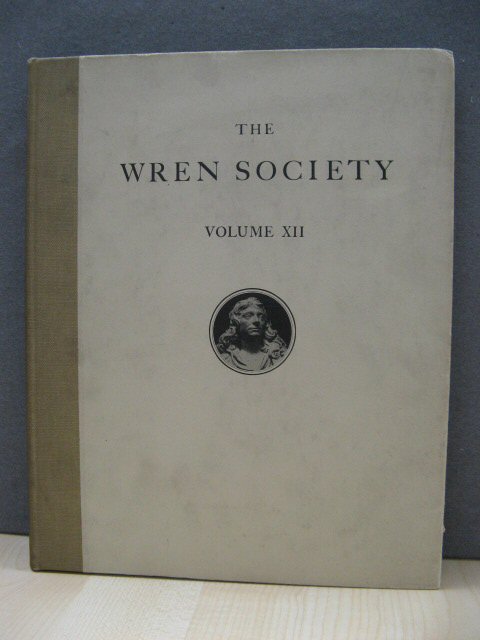 THE
WREN SOCIETY
VOLUME XII